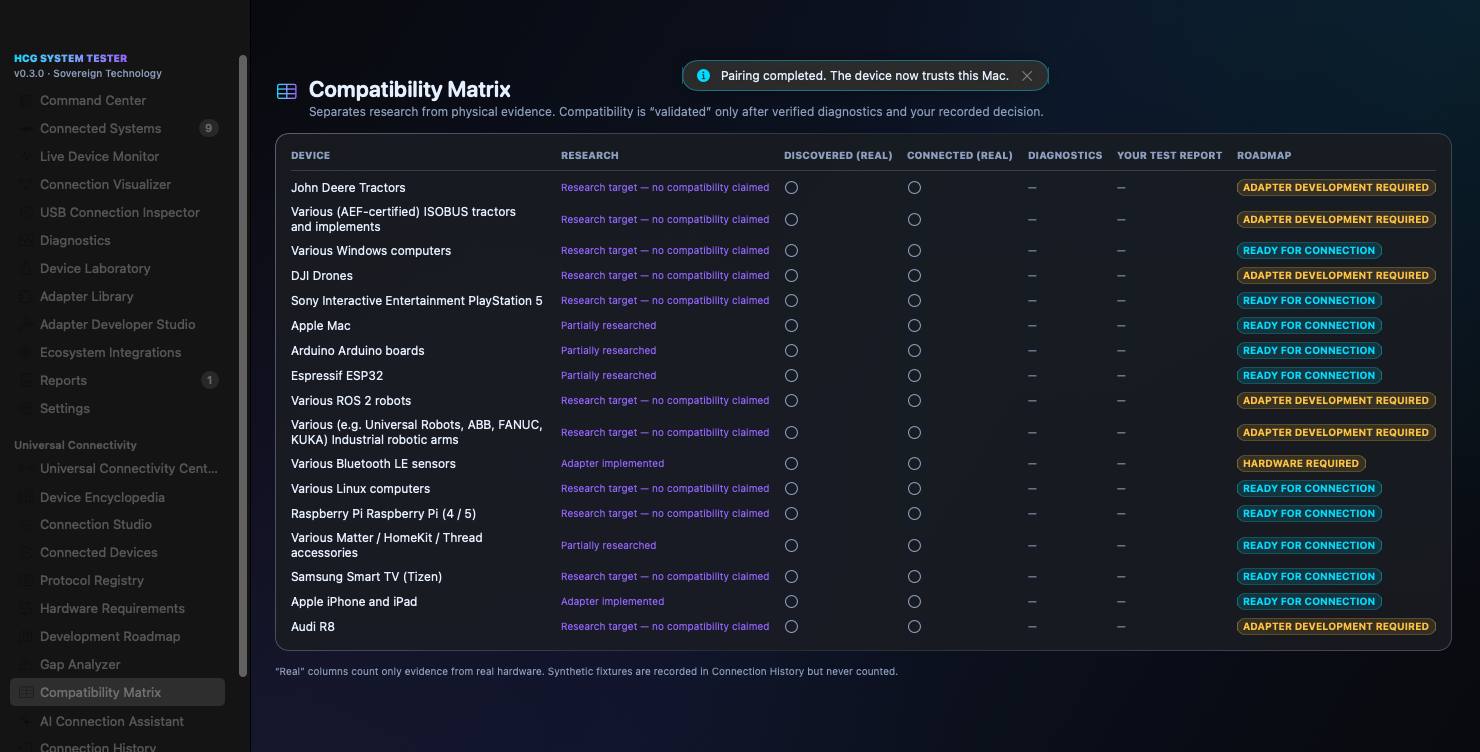 HCG SYSTEM TESTER
v0.3.0 · Sovereign Technology
Command Center
Connected Systems 9
Live Device Monitor
Connection Visualizer
USB Connection Inspector
Diagnostics
Device Laboratory
Adapter Library
Adapter Developer Studio
Ecosystem Integrations
Reports 1
Settings
Universal Connectivity
Universal Connectivity Cent...
Device Encyclopedia
Connection Studio
Connected Devices
Protocol Registry
Hardware Requirements
Development Roadmap
Gap Analyzer
Compatibility Matrix
AI Connection Assistant
Connection History
Pairing completed. The device now trusts this Mac.
Compatibility Matrix
Separates research from physical evidence. Compatibility is “validated” only after verified diagnostics and your recorded decision.
DEVICE RESEARCH DISCOVERED (REAL) CONNECTED (REAL) DIAGNOSTICS YOUR TEST REPORT ROADMAP
John Deere Tractors Research target — no compatibility claimed — — ADAPTER DEVELOPMENT REQUIRED
Various (AEF-certified) ISOBUS tractors
and implements Research target — no compatibility claimed — — ADAPTER DEVELOPMENT REQUIRED
Various Windows computers Research target — no compatibility claimed — — READY FOR CONNECTION
DJI Drones Research target — no compatibility claimed — — ADAPTER DEVELOPMENT REQUIRED
Sony Interactive Entertainment PlayStation 5 Research target — no compatibility claimed — — READY FOR CONNECTION
Apple Mac Partially researched — — READY FOR CONNECTION
Arduino Arduino boards Partially researched — — READY FOR CONNECTION
Espressif ESP32 Partially researched — — READY FOR CONNECTION
Various ROS 2 robots Research target — no compatibility claimed — — ADAPTER DEVELOPMENT REQUIRED
Various (e.g. Universal Robots, ABB, FANUC,
KUKA) Industrial robotic arms Research target — no compatibility claimed — — ADAPTER DEVELOPMENT REQUIRED
Various Bluetooth LE sensors Adapter implemented — — HARDWARE REQUIRED
Various Linux computers Research target — no compatibility claimed — — READY FOR CONNECTION
Raspberry Pi Raspberry Pi (4 / 5) Research target — no compatibility claimed — — READY FOR CONNECTION
Various Matter / HomeKit / Thread
accessories Partially researched — — READY FOR CONNECTION
Samsung Smart TV (Tizen) Research target — no compatibility claimed — — READY FOR CONNECTION
Apple iPhone and iPad Adapter implemented — — READY FOR CONNECTION
Audi R8 Research target — no compatibility claimed — — ADAPTER DEVELOPMENT REQUIRED
“Real” columns count only evidence from real hardware. Synthetic fixtures are recorded in Connection History but never counted.